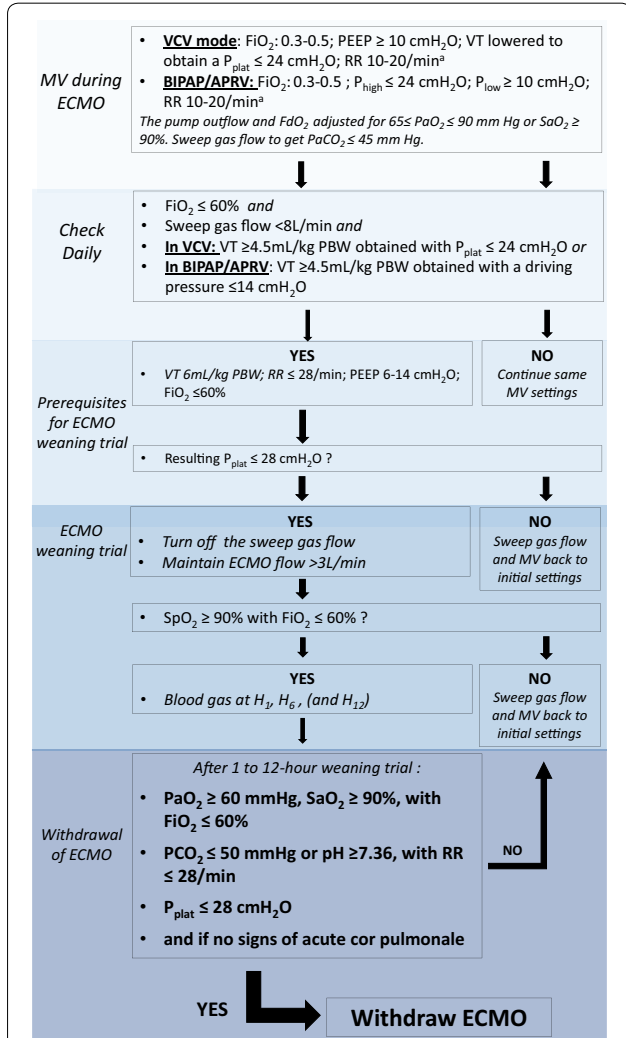 MV during
ECMO
• VCV mode: FiO2: 0.3-0.5; PEEP ≥ 10 cmH2O; VT lowered to
obtain a Pplat ≤ 24 cmH2O; RR 10-20/minª
• BIPAP/APRV: FiO2: 0.3-0.5 ; Phigh ≤ 24 cmH2O; Plow ≥ 10 cmH2O;
RR 10-20/minª
The pump outflow and FdO2 adjusted for 65≤ PaO2 ≤ 90 mm Hg or SaO2 ≥
90%. Sweep gas flow to get PaCO2 ≤ 45 mm Hg.
Check
Daily
• FiO2 ≤ 60% and
• Sweep gas flow <8L/min and
• In VCV: VT ≥4.5mL/kg PBW obtained with Pplat ≤ 24 cmH2O or
• In BIPAP/APRV: VT ≥4.5mL/kg PBW obtained with a driving
pressure ≤14 cmH2O
Prerequisites
for ECMO
weaning trial
YES
• VT 6mL/kg PBW; RR ≤ 28/min; PEEP 6-14 cmH2O;
FiO2 ≤60%
NO
Continue same
MV settings
• Resulting Pplat ≤ 28 cmH2O ?
ECMO
weaning trial
YES
• Turn off the sweep gas flow
• Maintain ECMO flow >3L/min
NO
Sweep gas flow
and MV back to
initial settings
• SpO2 ≥ 90% with FiO2 ≤ 60% ?
YES
• Blood gas at H1, H6 , (and H12)
NO
Sweep gas flow
and MV back to
initial settings
Withdrawal
of ECMO
After 1 to 12-hour weaning trial :
• PaO2 ≥ 60 mmHg, SaO2 ≥ 90%, with
FiO2 ≤ 60%
• PCO2 ≤ 50 mmHg or pH ≥7.36, with RR
≤ 28/min
• Pplat ≤ 28 cmH2O
• and if no signs of acute cor pulmonale
NO
YES
Withdraw ECMO